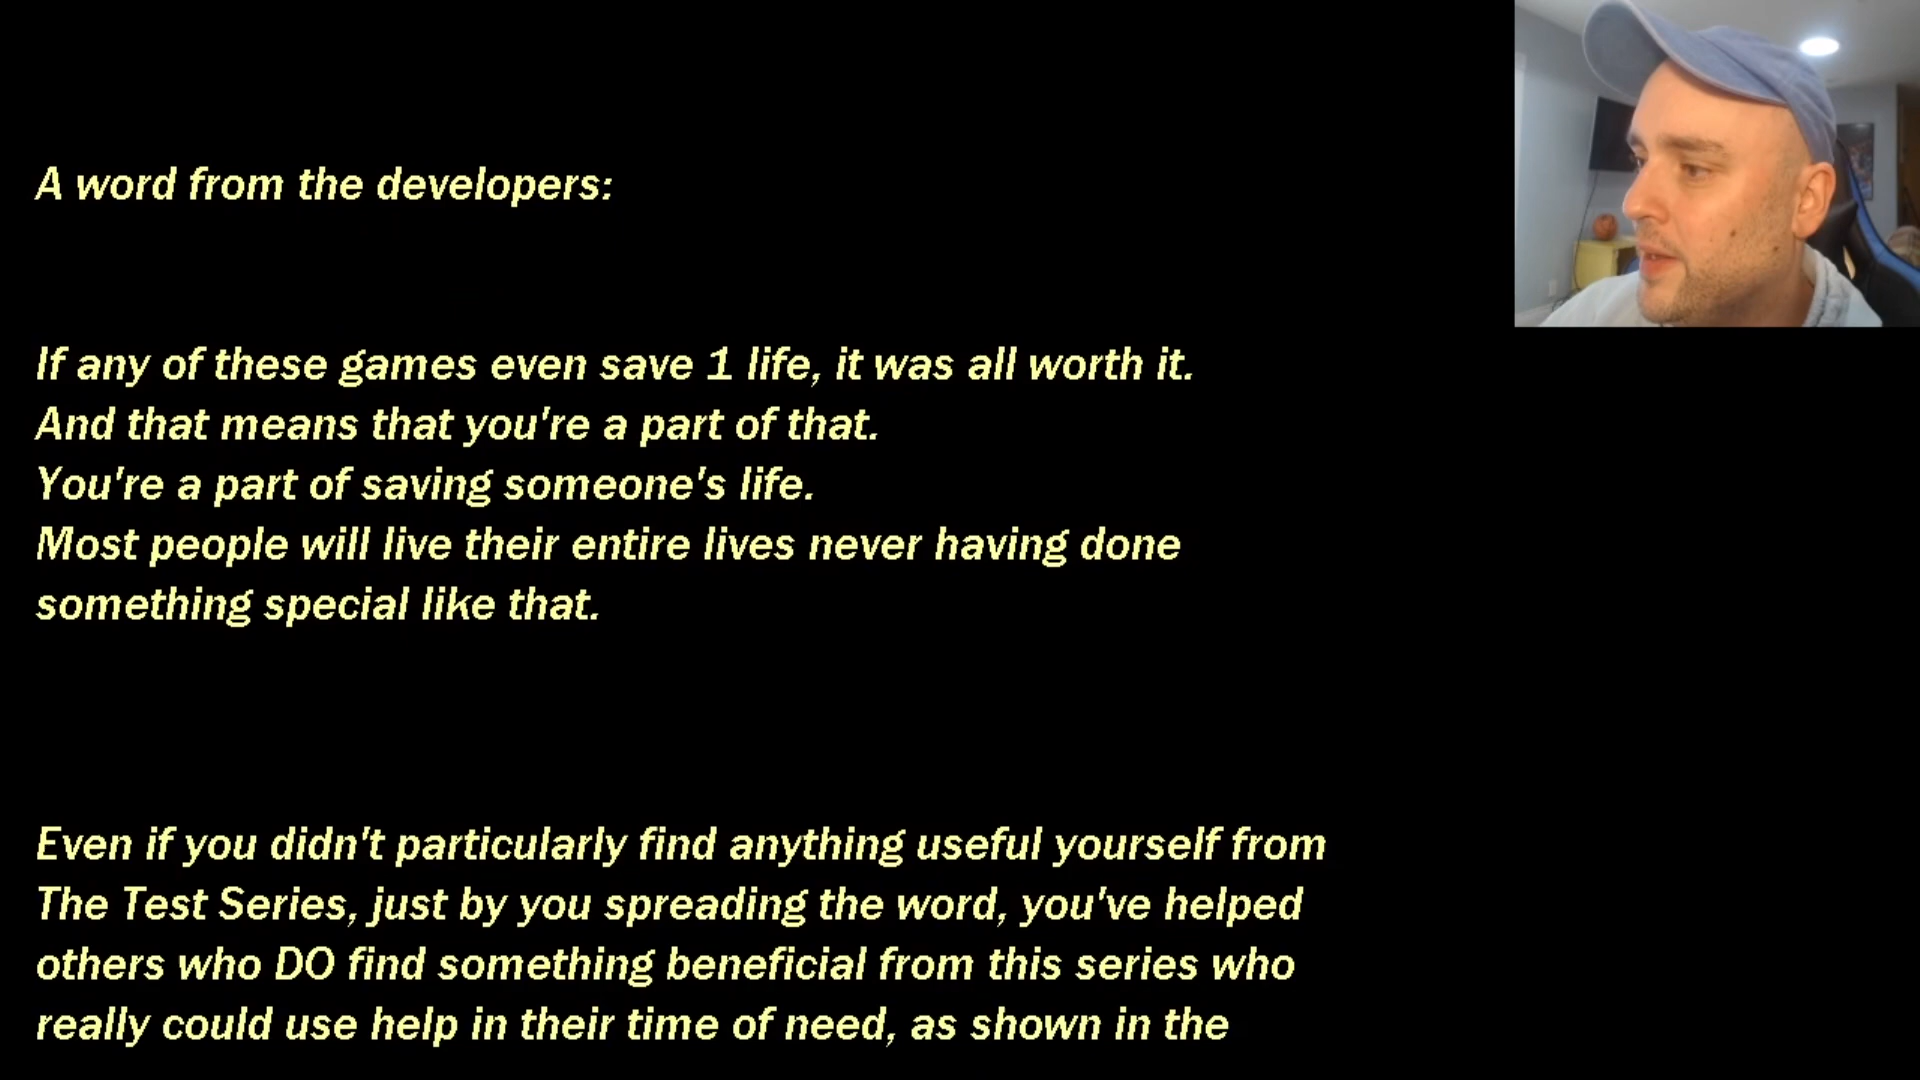 A word from the developers:
If any of these games even save 1 life, it was all worth it.
And that means that you're a part of that.
You're a part of saving someone's life.
Most people will live their entire lives never having done
something special like that.
Even if you didn't particularly find anything useful yourself from
The Test Series, just by you spreading the word, you've helped
others who DO find something beneficial from this series who
really could use help in their time of need, as shown in the